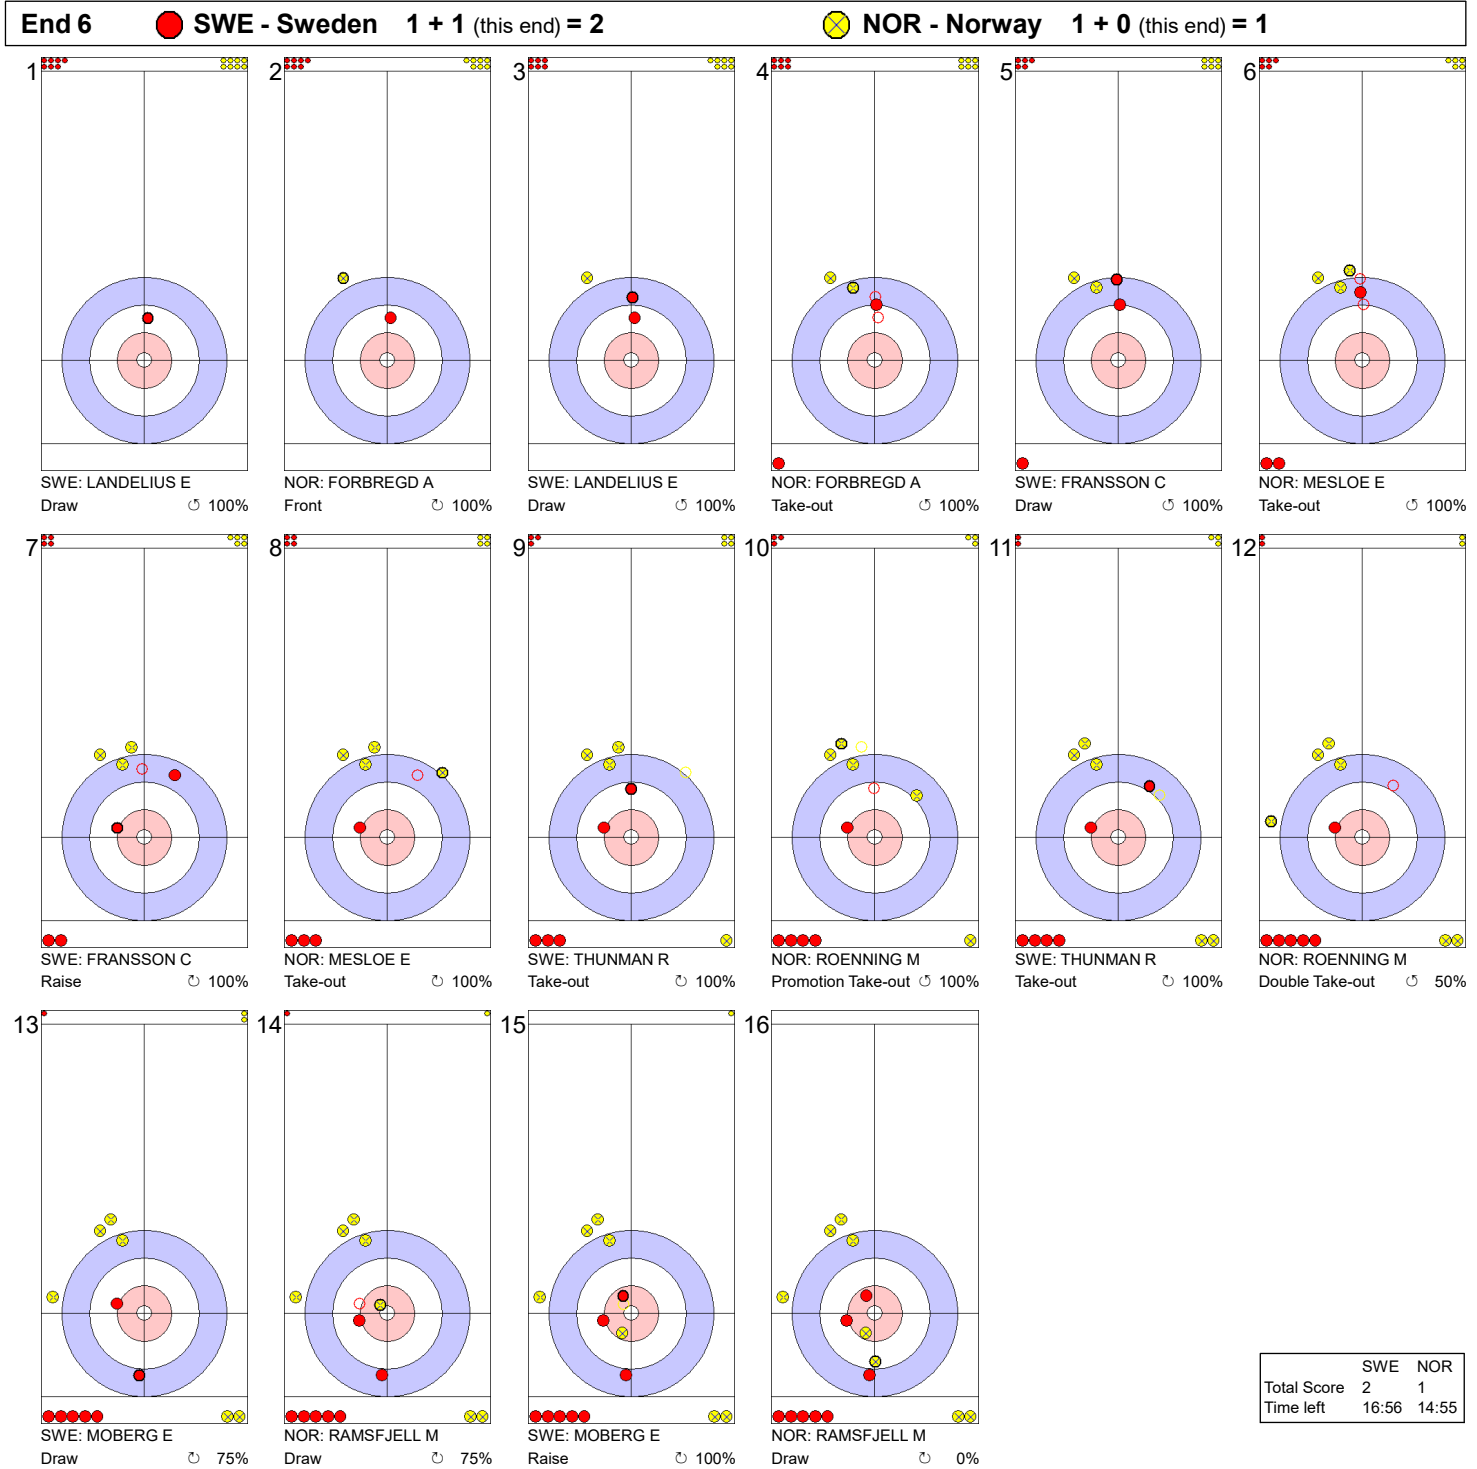 End 6 SWE - Sweden 1 + 1 (this end) = 2 NOR - Norway 1 + 0 (this end) = 1
1 2 3 4 5 6
SWE: LANDELIUS E NOR: FORBREGD A SWE: LANDELIUS E NOR: FORBREGD A SWE: FRANSSON C NOR: MESLOE E
Draw ↺ 100% Front ↻ 100% Draw ↺ 100% Take-out ↺ 100% Draw ↺ 100% Take-out ↺ 100%
7 8 9 10 11 12
SWE: FRANSSON C NOR: MESLOE E SWE: THUNMAN R NOR: ROENNING M SWE: THUNMAN R NOR: ROENNING M
Raise ↻ 100% Take-out ↻ 100% Take-out ↻ 100% Promotion Take-out ↺ 100% Take-out ↻ 100% Double Take-out ↺ 50%
13 14 15 16
SWE: MOBERG E NOR: RAMSFJELL M SWE: MOBERG E NOR: RAMSFJELL M
Draw ↻ 75% Draw ↻ 75% Raise ↻ 100% Draw ↻ 0%
SWE NOR
Total Score 2 1
Time left 16:56 14:55